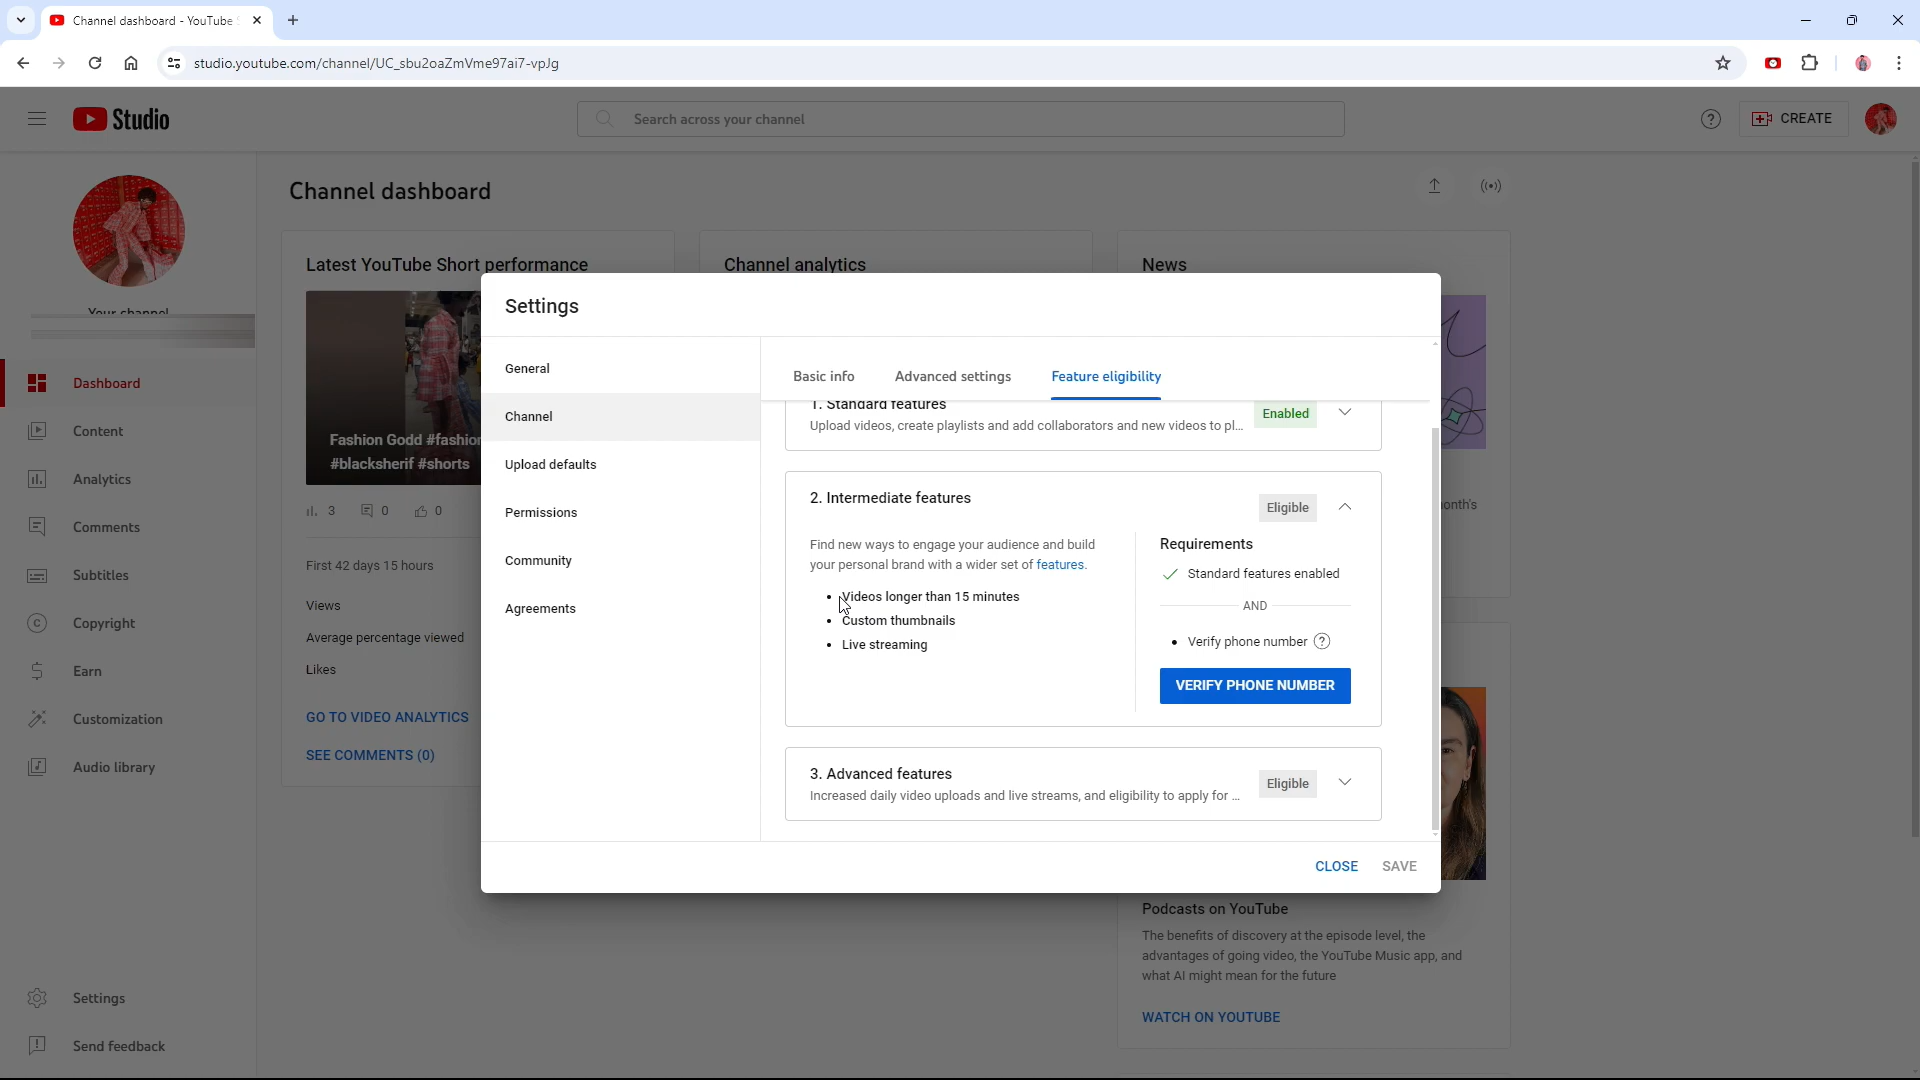 Channel dashboard - YouTube
studio.youtube.com/channel/UC_sbu2oaZmVme97ai7-vpJg
Studio
Search across your channel
CREATE
Your channel
Dashboard
Content
Analytics
Comments
Subtitles
Copyright
Earn
Customization
Audio library
Settings
Send feedback
Channel dashboard
Latest YouTube Short performance
Fashion Godd #fashion
#blacksherif #shorts
3 0 0
First 42 days 15 hours
Views
Average percentage viewed
Likes
GO TO VIDEO ANALYTICS
SEE COMMENTS (0)
Channel analytics
News
onth's
Settings
General
Channel
Upload defaults
Permissions
Community
Agreements
Basic info
Advanced settings
Feature eligibility
1. Standard features
Upload videos, create playlists and add collaborators and new videos to pl...
Enabled
2. Intermediate features
Eligible
Find new ways to engage your audience and build
your personal brand with a wider set of features.
• Videos longer than 15 minutes
• Custom thumbnails
• Live streaming
Requirements
Standard features enabled
AND
• Verify phone number ?
VERIFY PHONE NUMBER
3. Advanced features
Increased daily video uploads and live streams, and eligibility to apply for ...
Eligible
CLOSE
SAVE
Podcasts on YouTube
The benefits of discovery at the episode level, the
advantages of going video, the YouTube Music app, and
what AI might mean for the future
WATCH ON YOUTUBE